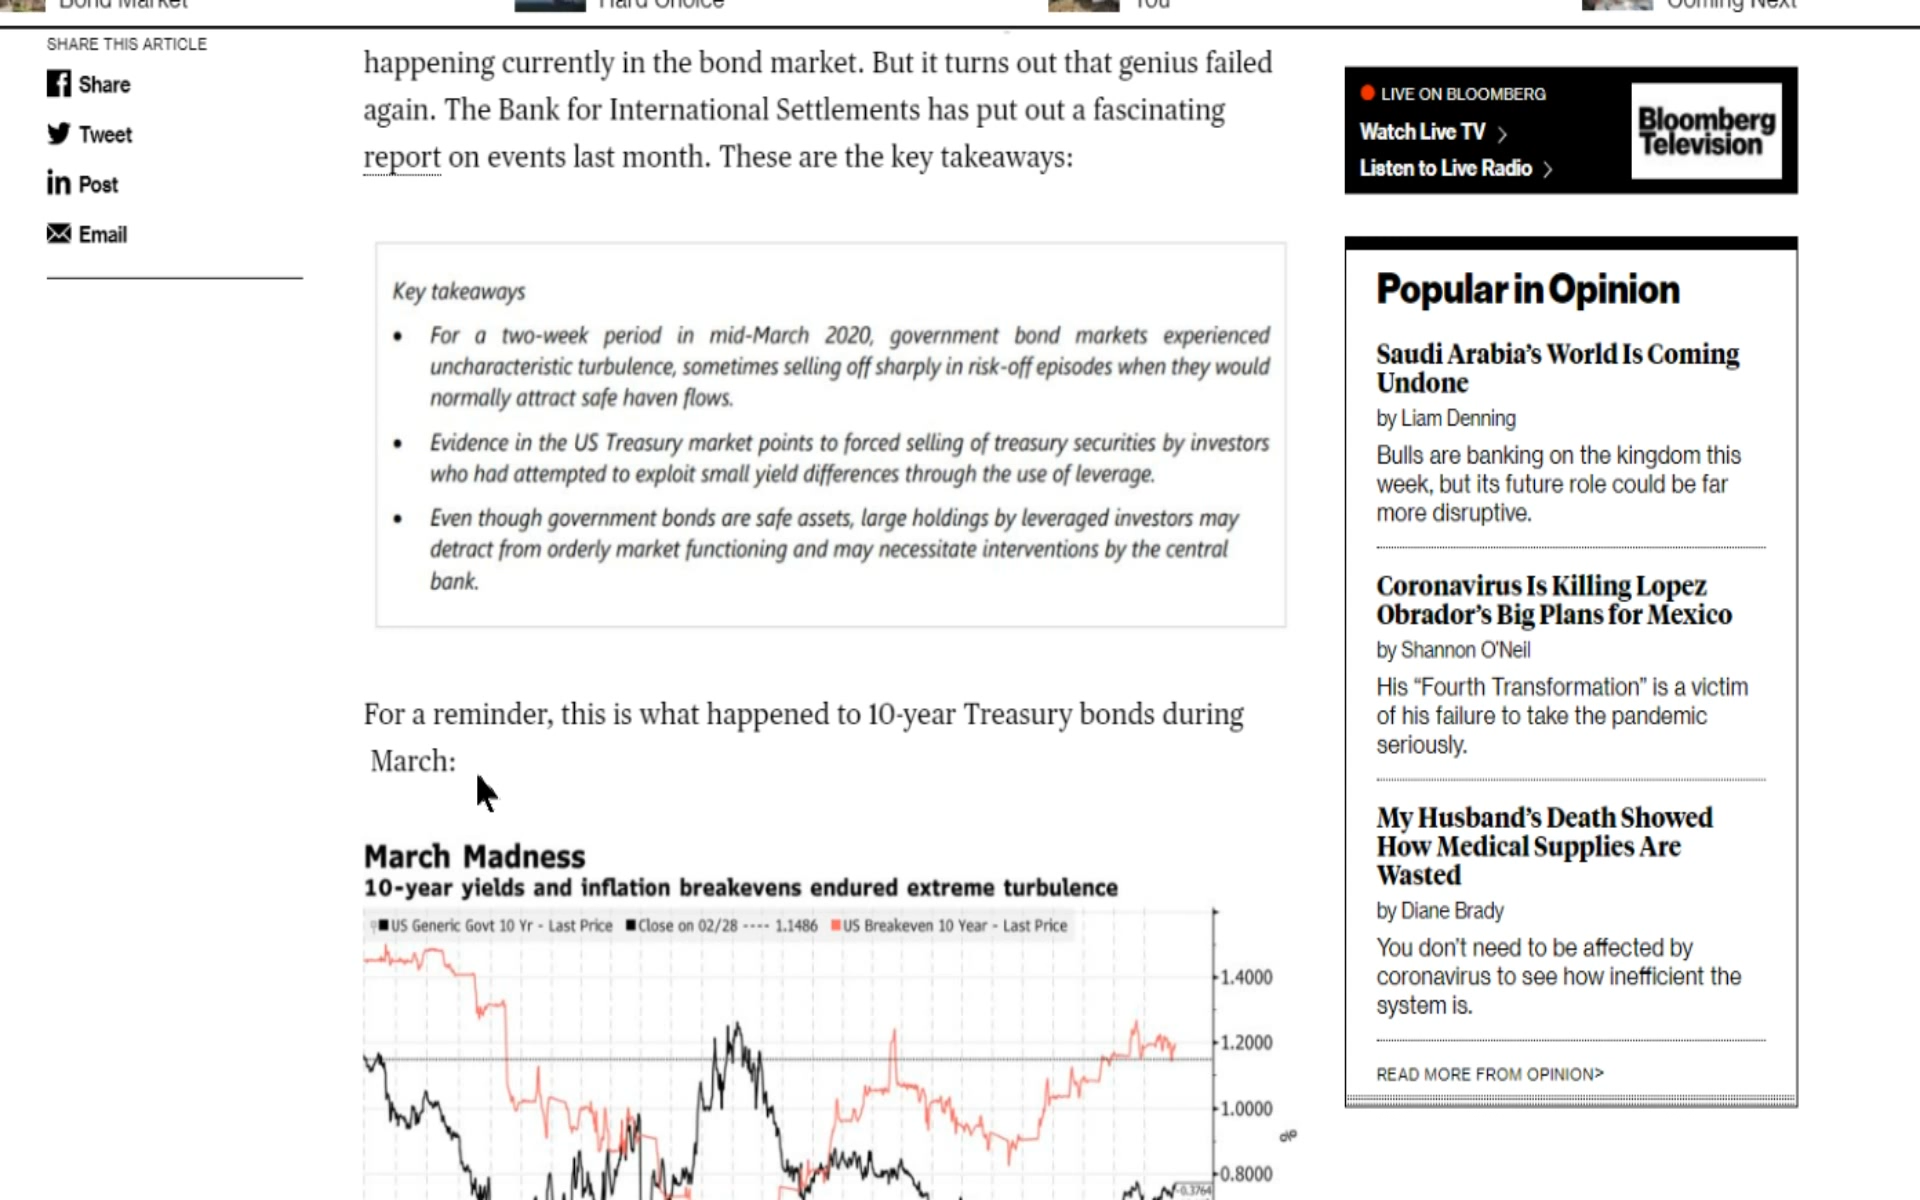 Bond Market
Hard Choice
You
Coming Next
SHARE THIS ARTICLE
Share
Tweet
Post
Email
happening currently in the bond market. But it turns out that genius failed
again. The Bank for International Settlements has put out a fascinating
report on events last month. These are the key takeaways:
Key takeaways
• For a two-week period in mid-March 2020, government bond markets experienced
uncharacteristic turbulence, sometimes selling off sharply in risk-off episodes when they would
normally attract safe haven flows.
• Evidence in the US Treasury market points to forced selling of treasury securities by investors
who had attempted to exploit small yield differences through the use of leverage.
• Even though government bonds are safe assets, large holdings by leveraged investors may
detract from orderly market functioning and may necessitate interventions by the central
bank.
For a reminder, this is what happened to 10-year Treasury bonds during
March:
March Madness
10-year yields and inflation breakevens endured extreme turbulence
US Generic Govt 10 Yr - Last Price Close on 02/28 ---- 1.1486 US Breakeven 10 Year - Last Price
1.4000
1.2000
1.0000
0.8000
0.3764
LIVE ON BLOOMBERG
Watch Live TV >
Listen to Live Radio >
Bloomberg
Television
Popular in Opinion
Saudi Arabia's World Is Coming
Undone
by Liam Denning
Bulls are banking on the kingdom this
week, but its future role could be far
more disruptive.
Coronavirus Is Killing Lopez
Obrador's Big Plans for Mexico
by Shannon O'Neil
His “Fourth Transformation” is a victim
of his failure to take the pandemic
seriously.
My Husband's Death Showed
How Medical Supplies Are
Wasted
by Diane Brady
You don't need to be affected by
coronavirus to see how inefficient the
system is.
READ MORE FROM OPINION>